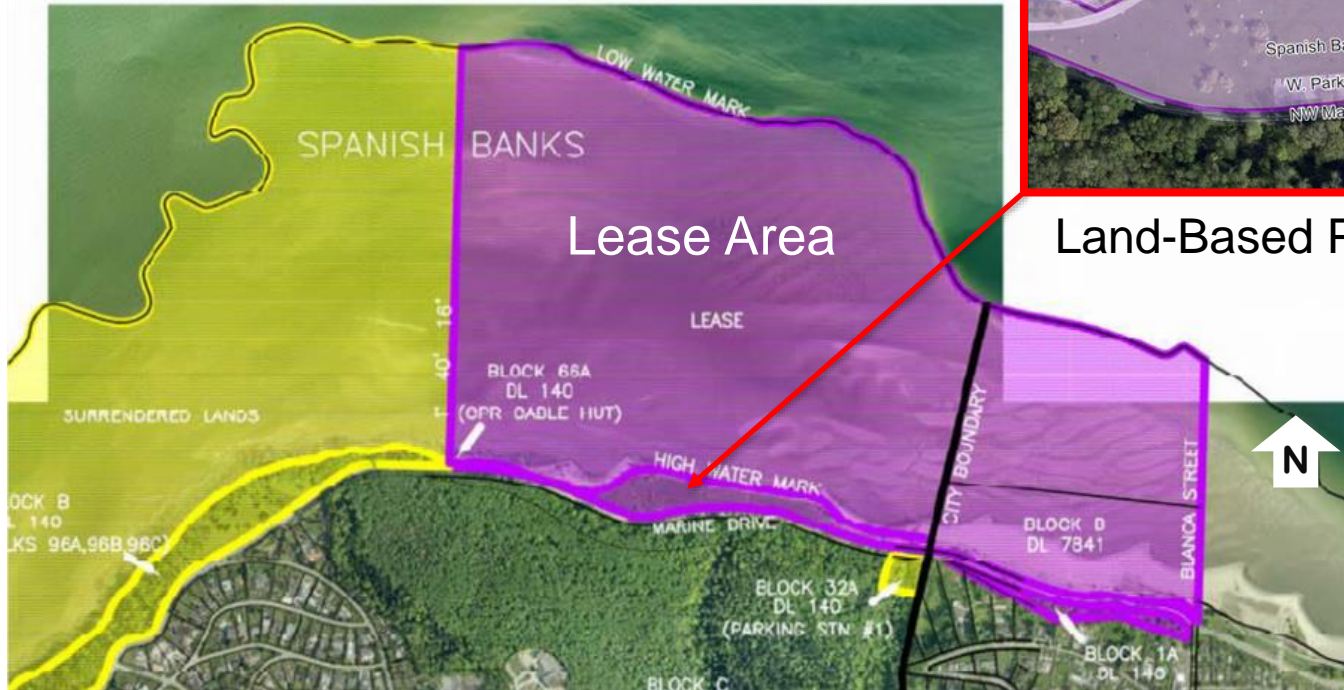 Spanish Ba
W. Park
NW Ma
LOW WATER MARK
SPANISH BANKS
Lease Area
Land-Based P
LEASE
40' 16"
BLOCK 66A
DL 140
(CPR CABLE HUT)
SURRENDERED LANDS
HIGH WATER MARK
MARINE DRIVE
CITY BOUNDARY
BLANCA STREET
N
OCK B
L 140
LKS 96A,96B,96C)
BLOCK B
DL 7841
BLOCK 32A
DL 140
(PARKING STN #1)
BLOCK 1A
DL 140
BLOCK C